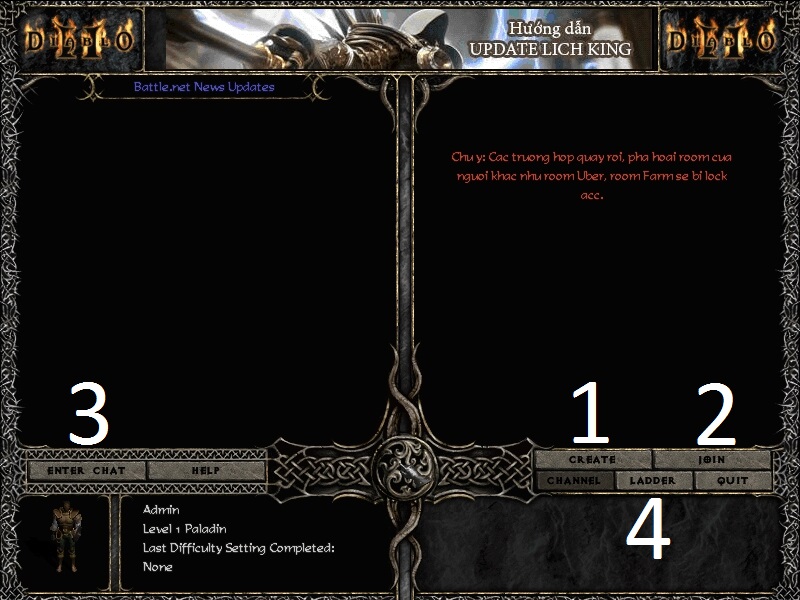 DIABLO II
Hướng dẫn
UPDATE LICH KING
DIABLO II
Battle.net News Updates
Chu y: Cac truong hop quay roi, pha hoai room cua
nguoi khac nhu room Uber, room Farm se bi lock
acc.
3
1
2
ENTER CHAT
HELP
CREATE
JOIN
CHANNEL
LADDER
QUIT
4
Admin
Level 1 Paladin
Last Difficulty Setting Completed:
None